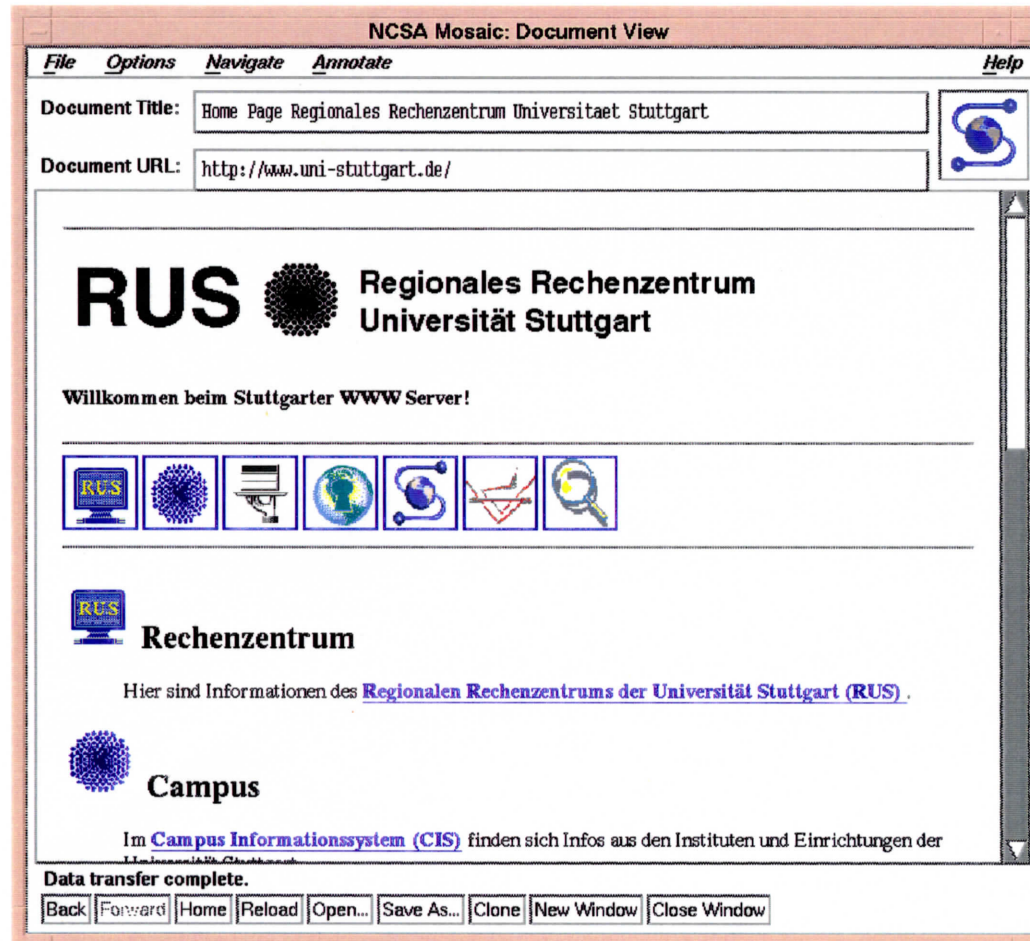 NCSA Mosaic: Document View
File Options Navigate Annotate Help
Document Title: Home Page Regionales Rechenzentrum Universitaet Stuttgart
Document URL: http://www.uni-stuttgart.de/
RUS Regionales Rechenzentrum
Universität Stuttgart
Willkommen beim Stuttgarter WWW Server!
RUS
RUS
Rechenzentrum
Hier sind Informationen des Regionalen Rechenzentrums der Universität Stuttgart (RUS) .
Campus
Im Campus Informationssystem (CIS) finden sich Infos aus den Instituten und Einrichtungen der
Universität Stuttgart
Data transfer complete.
Back Forward Home Reload Open... Save As... Clone New Window Close Window